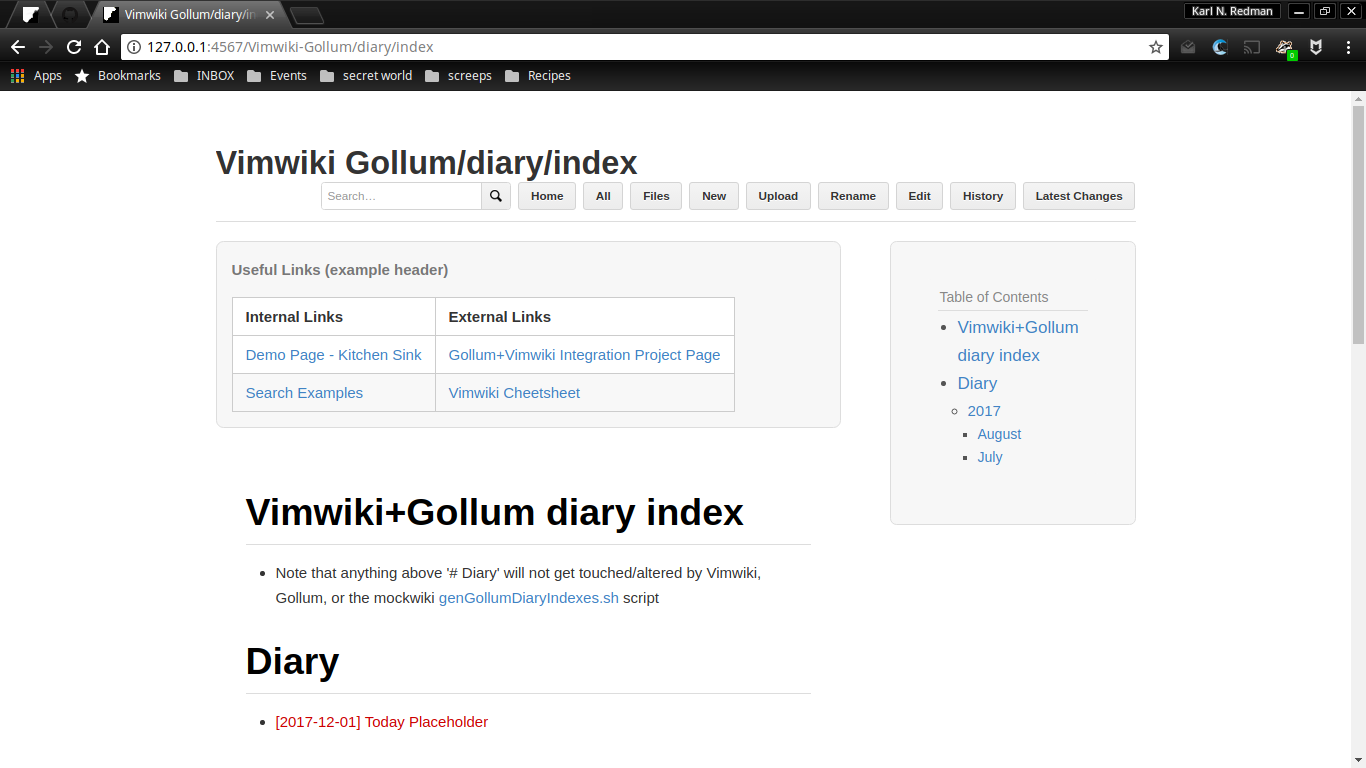 Vimwiki Gollum/diary/in
Karl N. Redman
127.0.0.1:4567/Vimwiki-Gollum/diary/index
0
Apps Bookmarks INBOX Events secret world screeps Recipes
Vimwiki Gollum/diary/index
Search... Home All Files New Upload Rename Edit History Latest Changes
Useful Links (example header)
Internal Links External Links
Demo Page - Kitchen Sink Gollum+Vimwiki Integration Project Page
Search Examples Vimwiki Cheetsheet
Table of Contents
Vimwiki+Gollum
diary index
Diary
2017
August
July
Vimwiki+Gollum diary index
Note that anything above '# Diary' will not get touched/altered by Vimwiki,
Gollum, or the mockwiki genGollumDiaryIndexes.sh script
Diary
[2017-12-01] Today Placeholder